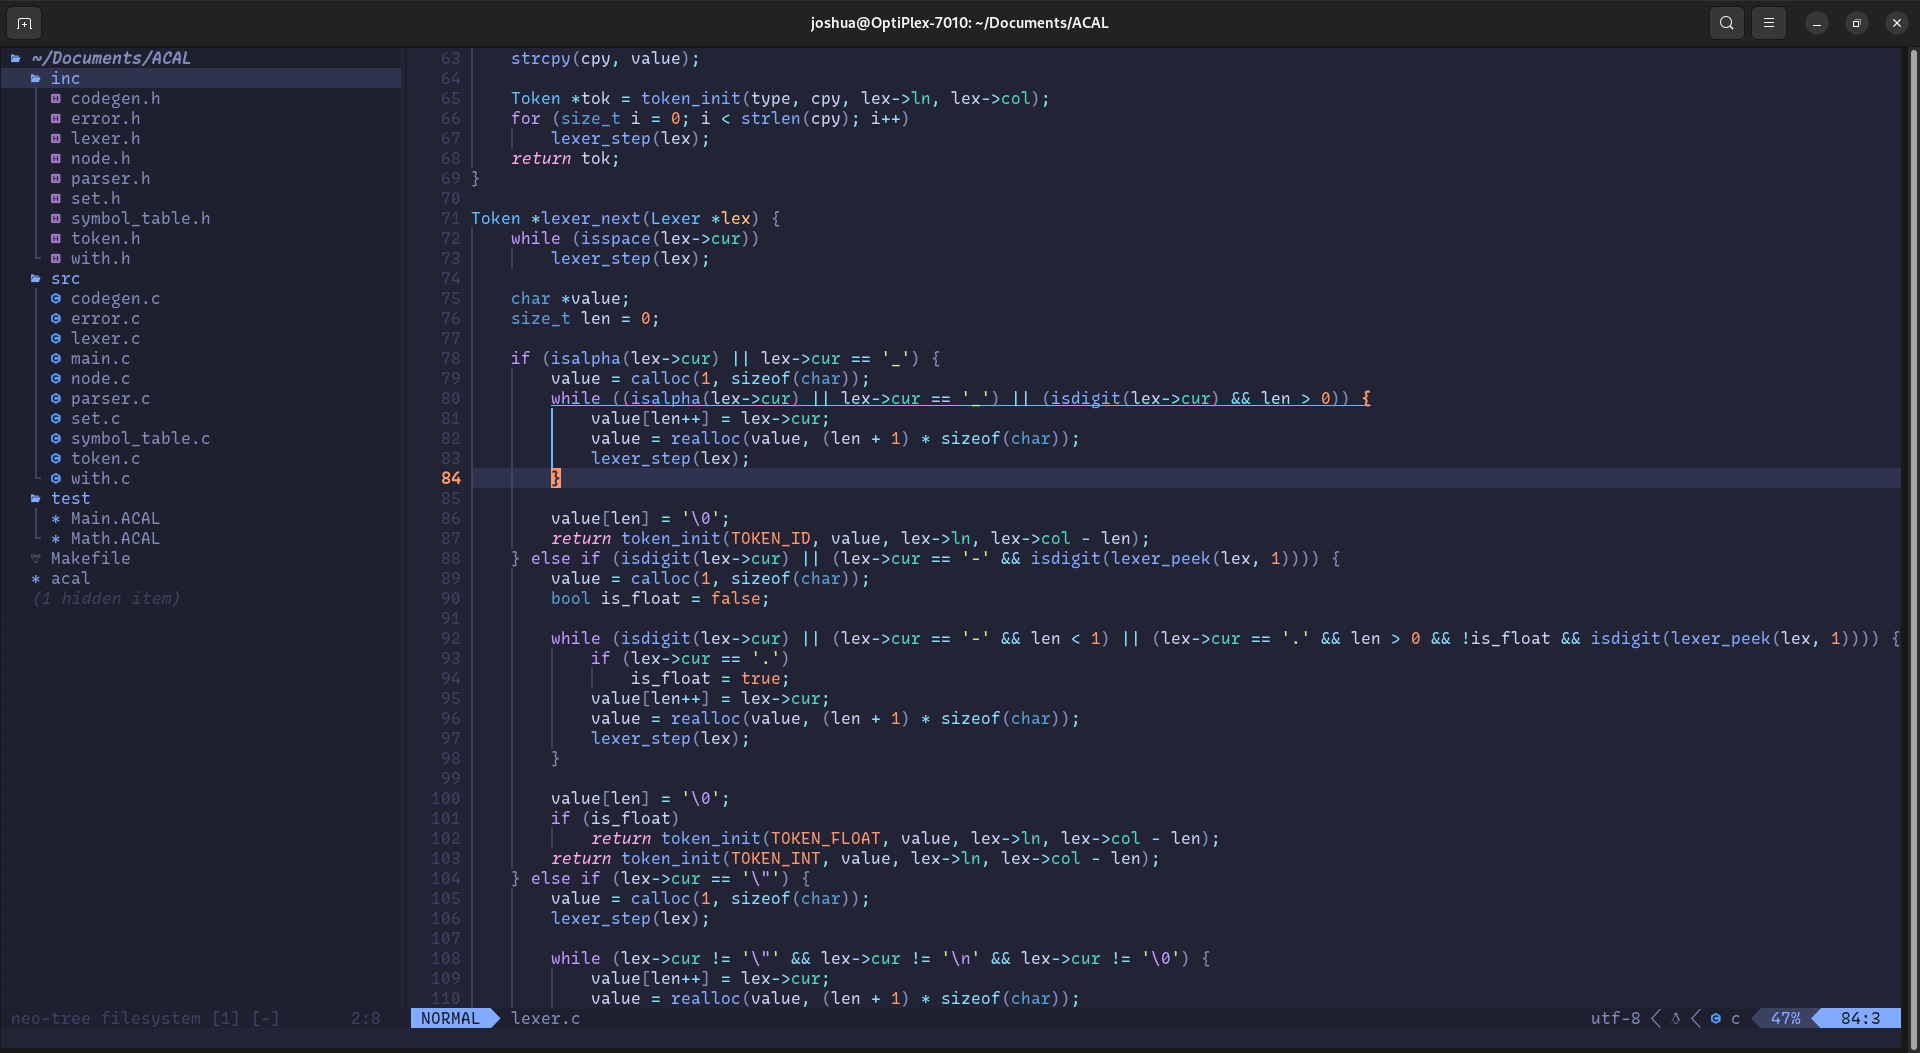 joshua@OptiPlex-7010: ~/Documents/ACAL
~/Documents/ACAL
inc
codegen.h
error.h
lexer.h
node.h
parser.h
set.h
symbol_table.h
token.h
with.h
src
codegen.c
error.c
lexer.c
main.c
node.c
parser.c
set.c
symbol_table.c
token.c
with.c
test
* Main.ACAL
* Math.ACAL
Makefile
* acal
(1 hidden item)
neo-tree filesystem [1] [-] 2:8
63     strcpy(cpy, value);
64
65     Token *tok = token_init(type, cpy, lex->ln, lex->col);
66     for (size_t i = 0; i < strlen(cpy); i++)
67         lexer_step(lex);
68     return tok;
69 }
70
71 Token *lexer_next(Lexer *lex) {
72     while (isspace(lex->cur))
73         lexer_step(lex);
74
75     char *value;
76     size_t len = 0;
77
78     if (isalpha(lex->cur) || lex->cur == '_') {
79         value = calloc(1, sizeof(char));
80         while ((isalpha(lex->cur) || lex->cur == '_') || (isdigit(lex->cur) && len > 0)) {
81             value[len++] = lex->cur;
82             value = realloc(value, (len + 1) * sizeof(char));
83             lexer_step(lex);
84         }
85
86         value[len] = '\0';
87         return token_init(TOKEN_ID, value, lex->ln, lex->col - len);
88     } else if (isdigit(lex->cur) || (lex->cur == '-' && isdigit(lexer_peek(lex, 1)))) {
89         value = calloc(1, sizeof(char));
90         bool is_float = false;
91
92         while (isdigit(lex->cur) || (lex->cur == '-' && len < 1) || (lex->cur == '.' && len > 0 && !is_float && isdigit(lexer_peek(lex, 1)))) {
93             if (lex->cur == '.')
94                 is_float = true;
95             value[len++] = lex->cur;
96             value = realloc(value, (len + 1) * sizeof(char));
97             lexer_step(lex);
98         }
99
100         value[len] = '\0';
101         if (is_float)
102             return token_init(TOKEN_FLOAT, value, lex->ln, lex->col - len);
103         return token_init(TOKEN_INT, value, lex->ln, lex->col - len);
104     } else if (lex->cur == '\"') {
105         value = calloc(1, sizeof(char));
106         lexer_step(lex);
107
108         while (lex->cur != '\"' && lex->cur != '\n' && lex->cur != '\0') {
109             value[len++] = lex->cur;
110             value = realloc(value, (len + 1) * sizeof(char));
NORMAL lexer.c utf-8 c 47% 84:3